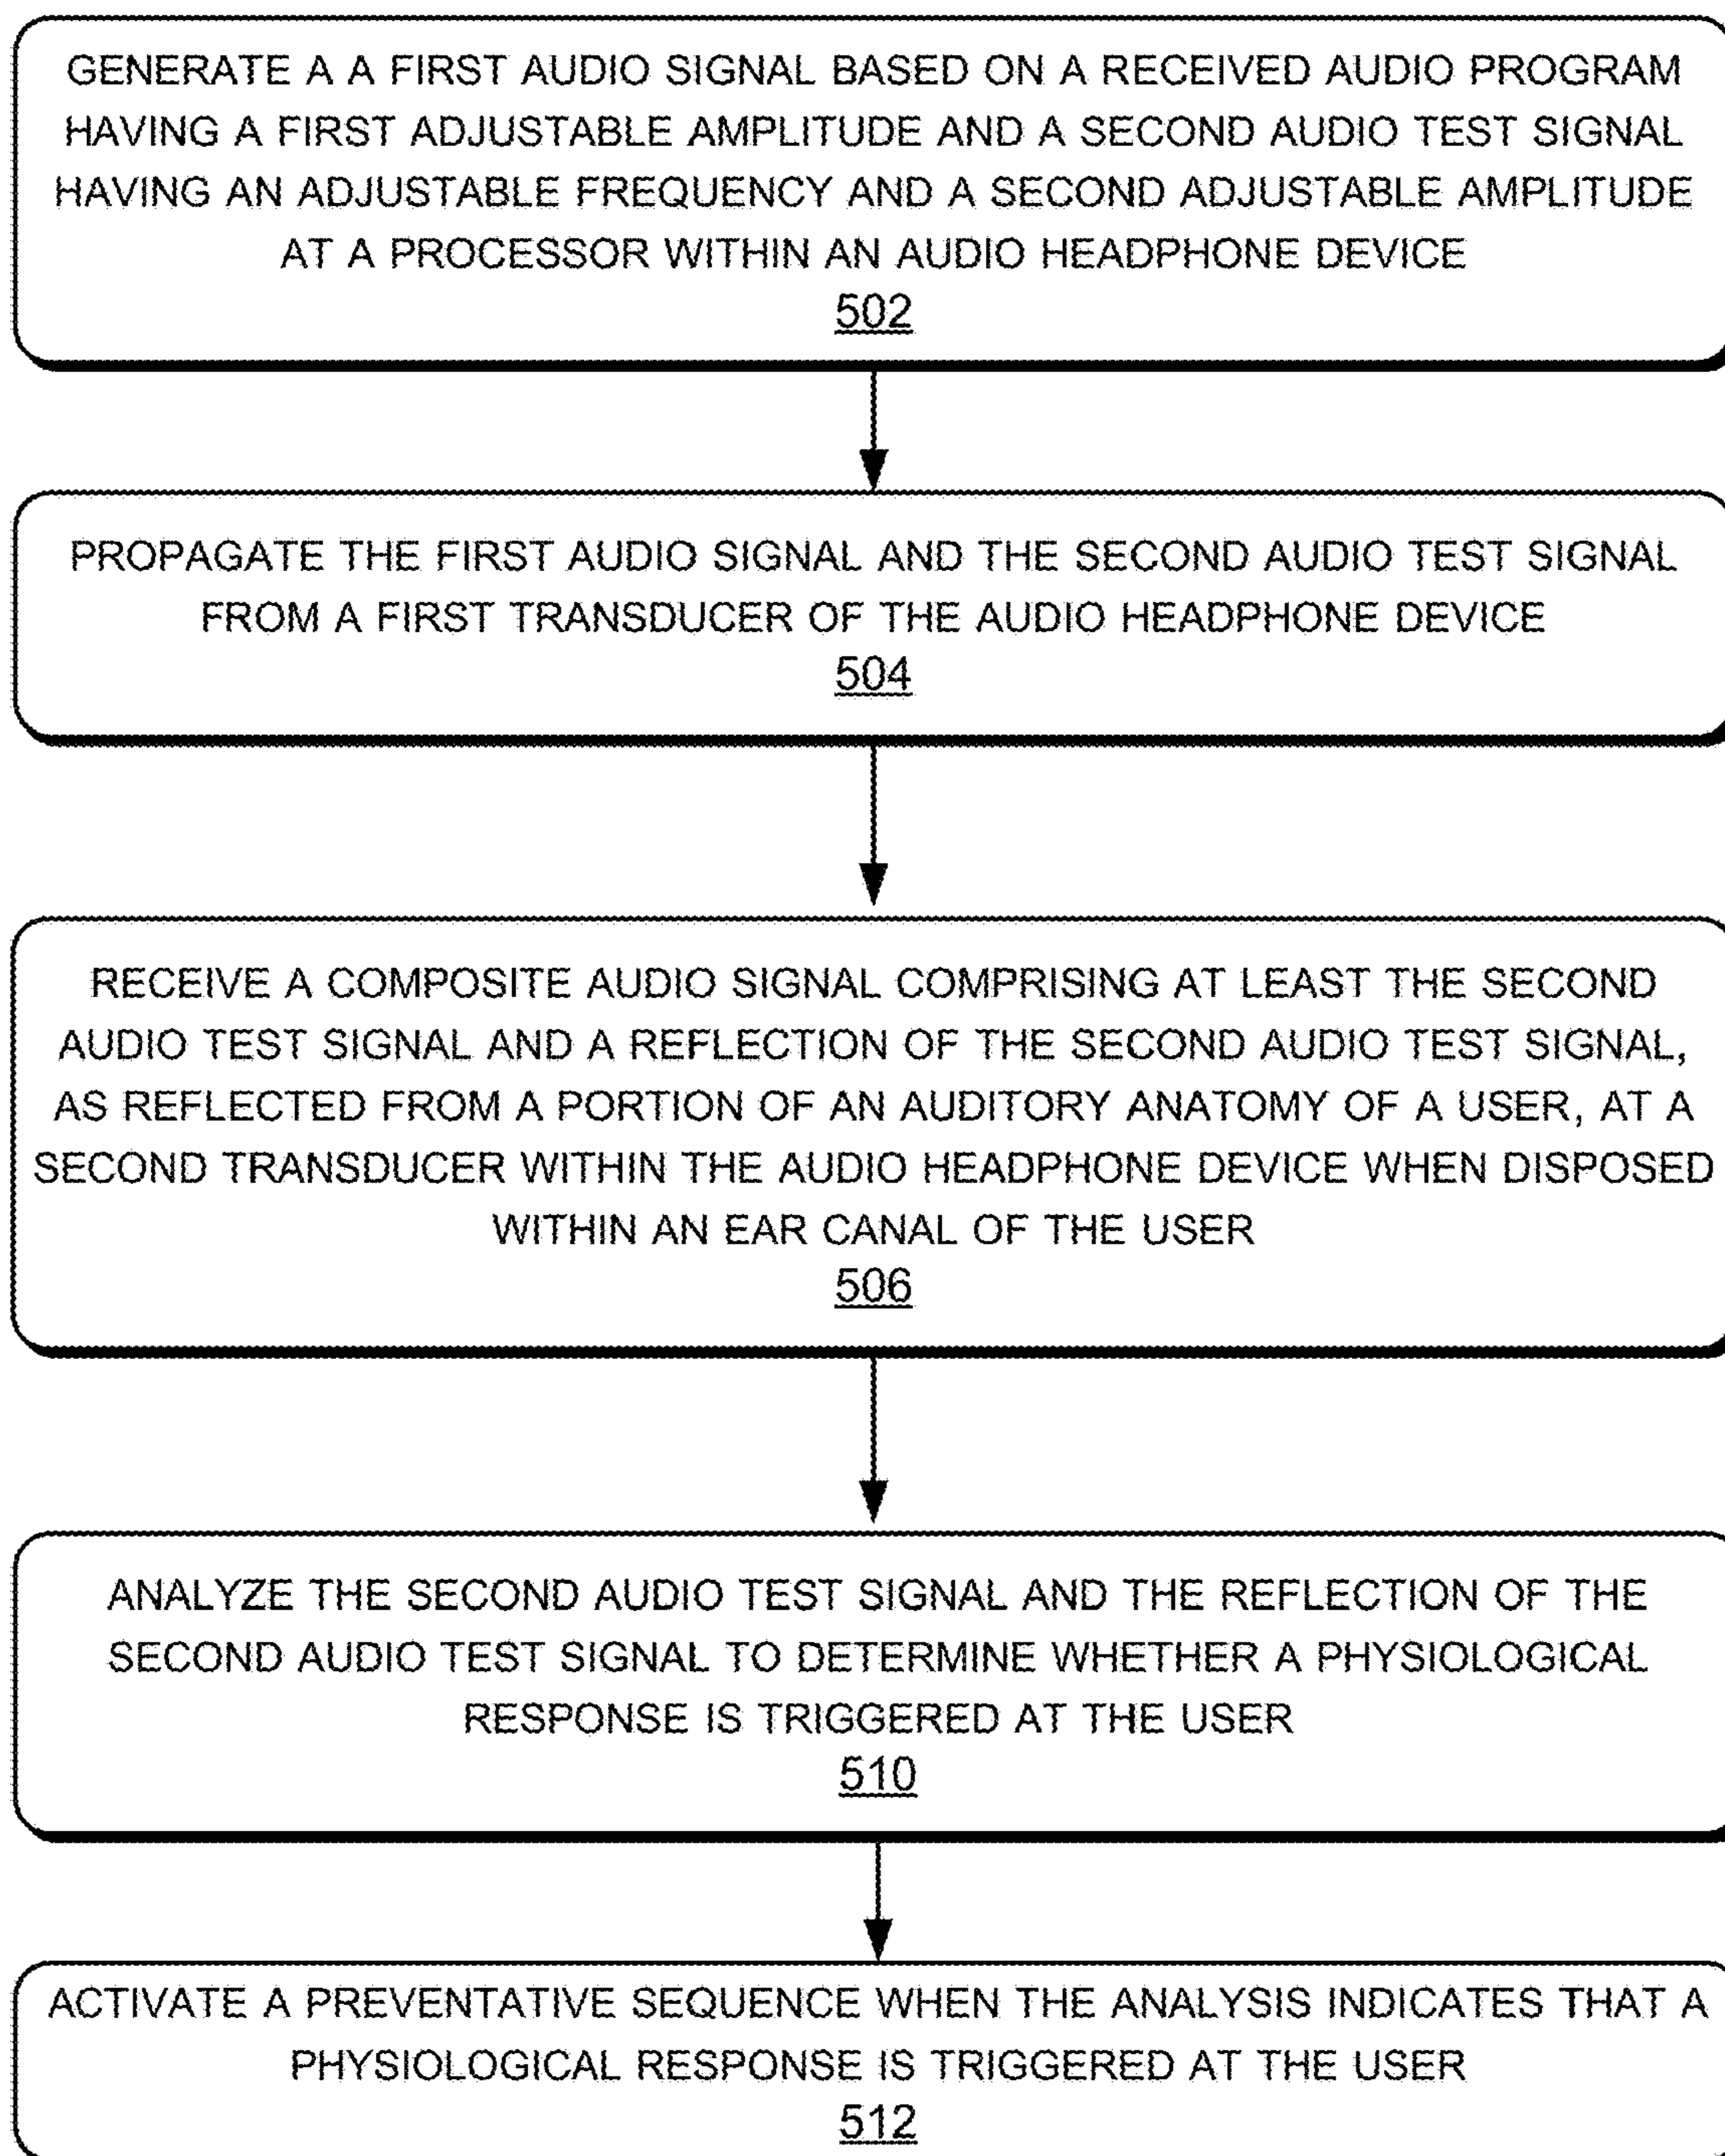 GENERATE A A FIRST AUDIO SIGNAL BASED ON A RECEIVED AUDIO PROGRAM
HAVING A FIRST ADJUSTABLE AMPLITUDE AND A SECOND AUDIO TEST SIGNAL
HAVING AN ADJUSTABLE FREQUENCY AND A SECOND ADJUSTABLE AMPLITUDE
AT A PROCESSOR WITHIN AN AUDIO HEADPHONE DEVICE
502
PROPAGATE THE FIRST AUDIO SIGNAL AND THE SECOND AUDIO TEST SIGNAL
FROM A FIRST TRANSDUCER OF THE AUDIO HEADPHONE DEVICE
504
RECEIVE A COMPOSITE AUDIO SIGNAL COMPRISING AT LEAST THE SECOND
AUDIO TEST SIGNAL AND A REFLECTION OF THE SECOND AUDIO TEST SIGNAL,
AS REFLECTED FROM A PORTION OF AN AUDITORY ANATOMY OF A USER, AT A
SECOND TRANSDUCER WITHIN THE AUDIO HEADPHONE DEVICE WHEN DISPOSED
WITHIN AN EAR CANAL OF THE USER
506
ANALYZE THE SECOND AUDIO TEST SIGNAL AND THE REFLECTION OF THE
SECOND AUDIO TEST SIGNAL TO DETERMINE WHETHER A PHYSIOLOGICAL
RESPONSE IS TRIGGERED AT THE USER
510
ACTIVATE A PREVENTATIVE SEQUENCE WHEN THE ANALYSIS INDICATES THAT A
PHYSIOLOGICAL RESPONSE IS TRIGGERED AT THE USER
512